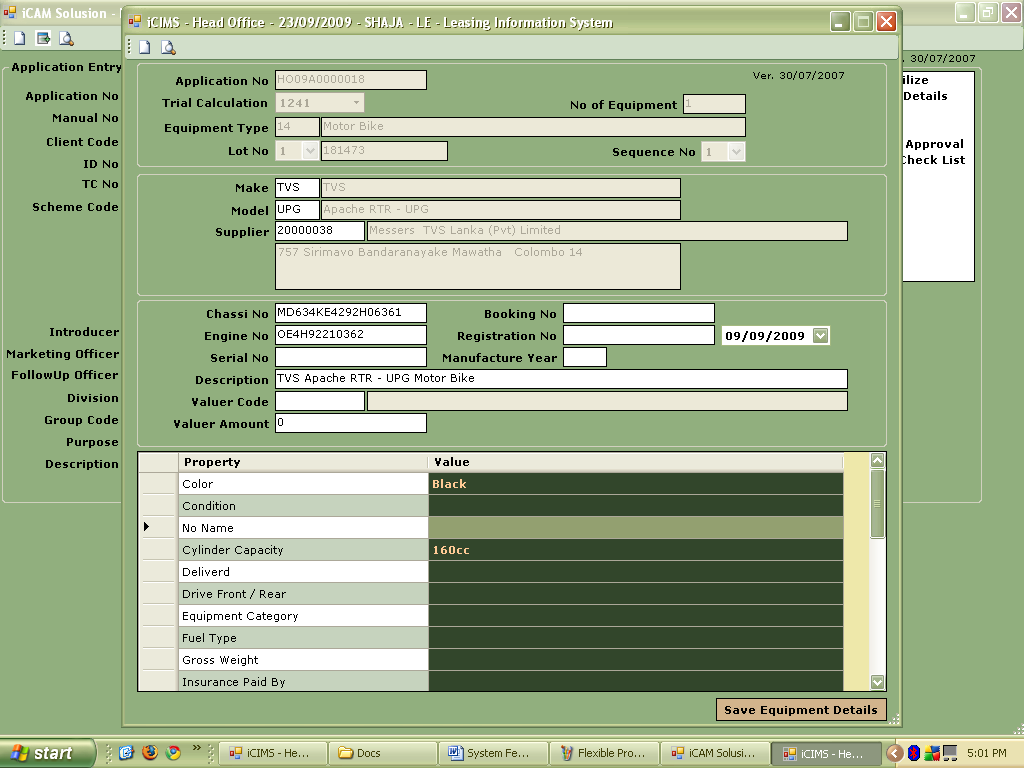 iCAM Solusion -
iCIMS - Head Office - 23/09/2009 - SHAJA - LE - Leasing Information System
. 30/07/2007
Application Entry
Application No
Manual No
Client Code
ID No
TC No
Scheme Code
Introducer
Marketing Officer
FollowUp Officer
Division
Group Code
Purpose
Description
ilize
Details
Approval
Check List
Application No HO09A0000018 Ver. 30/07/2007
Trial Calculation 1241 No of Equipment 1
Equipment Type 14 Motor Bike
Lot No 1 181473 Sequence No 1
Make TVS TVS
Model UPG Apache RTR - UPG
Supplier 20000038 Messers TVS Lanka (Pvt) Limited
757 Sirimavo Bandaranayake Mawatha Colombo 14
Chassi No MD634KE4292H06361 Booking No
Engine No OE4H92210362 Registration No 09/09/2009
Serial No Manufacture Year
Description TVS Apache RTR - UPG Motor Bike
Valuer Code
Valuer Amount 0
Property Value
Color Black
Condition
No Name
Cylinder Capacity 160cc
Deliverd
Drive Front / Rear
Equipment Category
Fuel Type
Gross Weight
Insurance Paid By
Save Equipment Details
start iCIMS - He... Docs System Fe... Flexible Pro... iCAM Solusi... iCIMS - He... 5:01 PM